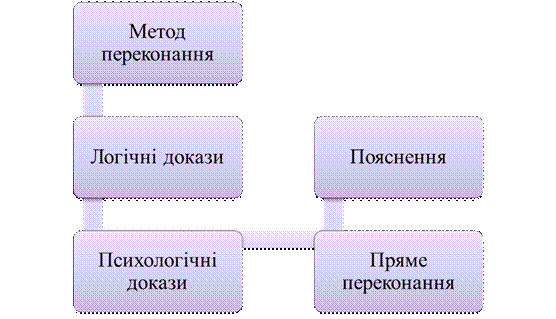 Метод
переконання
Логічні докази
Пояснення
Психологічні
докази
Пряме
переконання